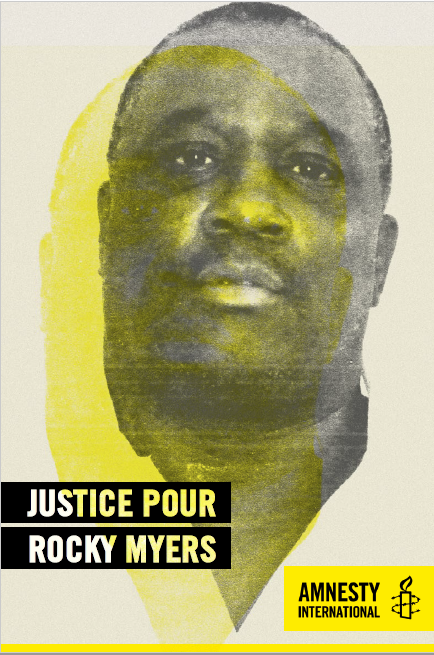 JUSTICE POUR
ROCKY MYERS
AMNESTY
INTERNATIONAL